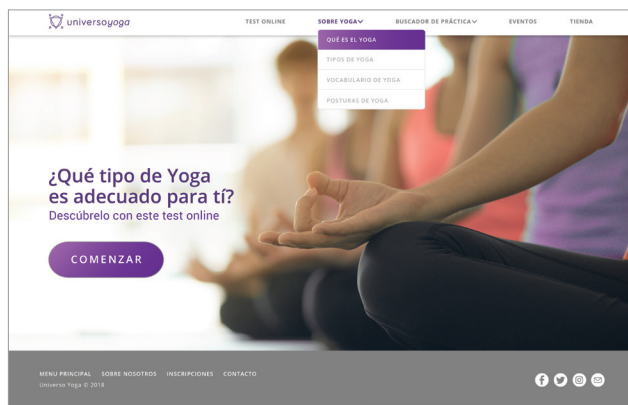 universoyoga
TEST ONLINE SOBRE YOGA BUSCADOR DE PRÁCTICA EVENTOS TIENDA
QUÉ ES EL YOGA
TIPOS DE YOGA
VOCABULARIO DE YOGA
POSTURAS DE YOGA
¿Qué tipo de Yoga
es adecuado para tí?
Descúbrelo con este test online
COMENZAR
MENU PRINCIPAL SOBRE NOSOTROS INSCRIPCIONES CONTACTO
Universo Yoga © 2018